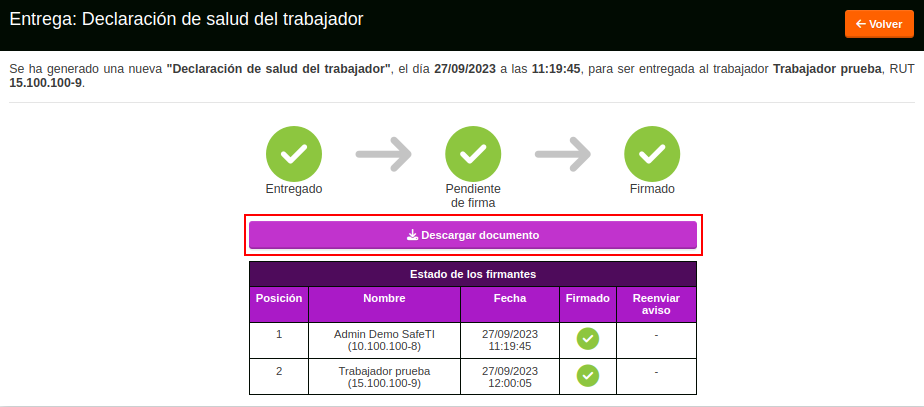 Entrega: Declaración de salud del trabajador
Volver
Se ha generado una nueva "Declaración de salud del trabajador", el día 27/09/2023 a las 11:19:45, para ser entregada al trabajador Trabajador prueba, RUT
15.100.100-9.
Entregado
Pendiente
de firma
Firmado
Descargar documento
Estado de los firmantes
Posición Nombre Fecha Firmado Reenviar
aviso
1 Admin Demo SafeTI 27/09/2023 -
(10.100.100-8) 11:19:45
2 Trabajador prueba 27/09/2023 -
(15.100.100-9) 12:00:05